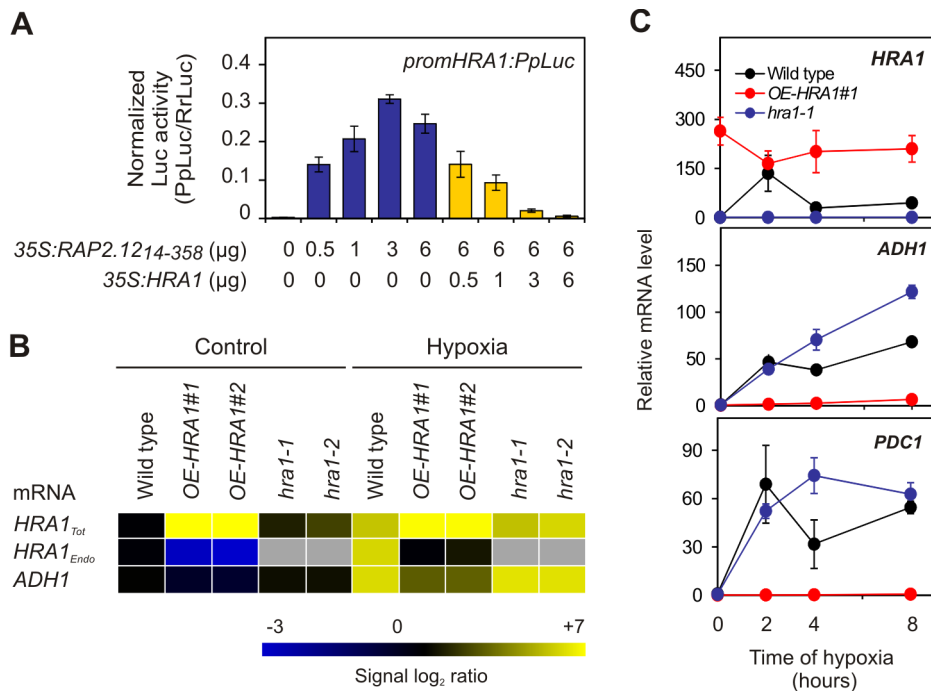 A
Normalized
Luc activity
(PpLuc/RrLuc)
promHRA1:PpLuc
0.4
0.3
0.2
0.1
0
35S:RAP2.12₁₄₋₃₅₈ (µg) 0 0.5 1 3 6 6 6 6 6
35S:HRA1 (µg) 0 0 0 0 0 0.5 1 3 6
B
Control Hypoxia
Wild type OE-HRA1#1 OE-HRA1#2 hra1-1 hra1-2 Wild type OE-HRA1#1 OE-HRA1#2 hra1-1 hra1-2
mRNA
HRA1 Tot
HRA1 Endo
ADH1
-3 0 +7
Signal log₂ ratio
C
Relative mRNA level
HRA1
Wild type
OE-HRA1#1
hra1-1
450
300
150
0
ADH1
150
100
50
0
PDC1
90
60
30
0
0 2 4 8
Time of hypoxia
(hours)